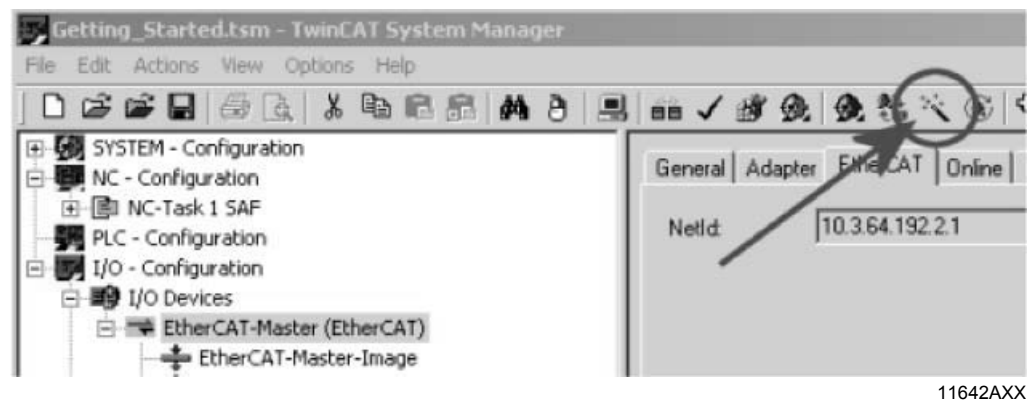 Getting_Started.tsm - TwinCAT System Manager
File Edit Actions View Options Help
SYSTEM - Configuration
NC - Configuration
NC-Task 1 SAF
PLC - Configuration
I/O - Configuration
I/O Devices
EtherCAT-Master (EtherCAT)
EtherCAT-Master-Image
General Adapter EtherCAT Online
NetId: 10.3.64.192.2.1
11642AXX